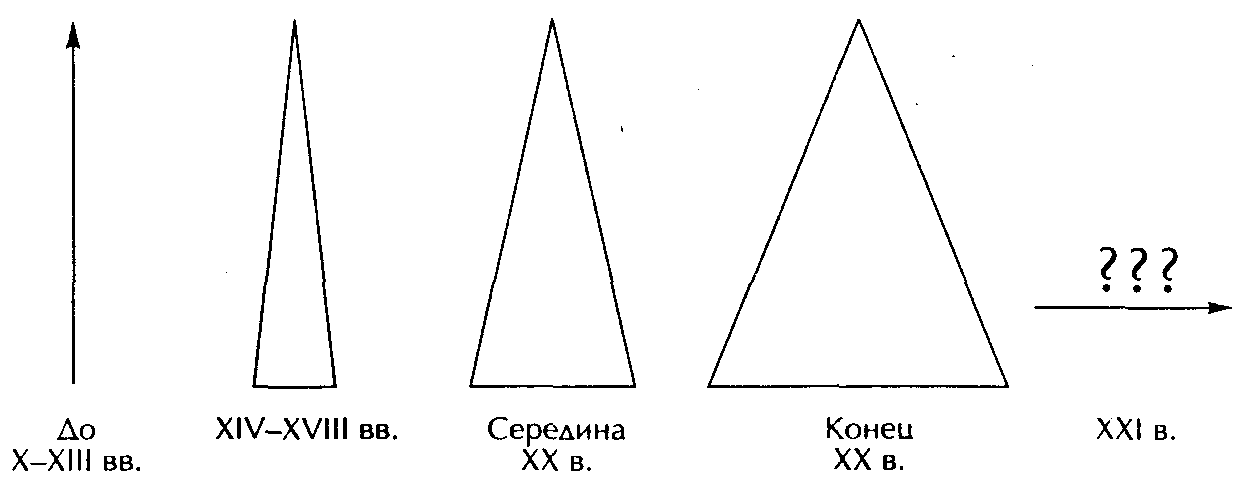 ???
До
X–XIII вв.
XIV–XVIII вв.
Середина
XX в.
Конец
XX в.
XXI в.